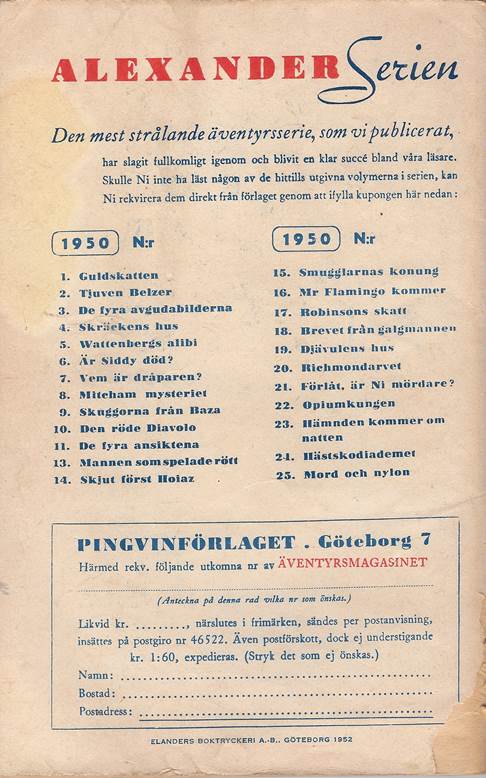 ALEXANDER Serien
Den mest strålande äventyrsserie, som vi publicerat,
har slagit fullkomligt igenom och blivit en klar succé bland våra läsare.
Skulle Ni inte ha läst någon av de hittills utgivna volymerna i serien, kan
Ni rekvirera dem direkt från förlaget genom att ifylla kupongen här nedan:
1950 N:r
1. Guldskatten
2. Tjuven Belzer
3. De fyra avgudabilderna
4. Skräckens hus
5. Wattenbergs alibi
6. Är Siddy död?
7. Vem är dråparen?
8. Mitcham mysteriet
9. Skuggorna från Baza
10. Den röde Diavolo
11. De fyra ansiktena
13. Mannen som spelade rött
14. Skjut först Hoiaz
1950 N:r
15. Smugglarnas konung
16. Mr Flamingo kommer
17. Robinsons skatt
18. Brevet från galgmannen
19. Djävulens hus
20. Richmondarvet
21. Förlåt, är Ni mördare?
22. Opiumkungen
23. Hämnden kommer om
natten
24. Hästskodiademet
25. Mord och nylon
PINGVINFÖRLAGET . Göteborg 7
Härmed rekv. följande utkomna nr av ÄVENTYRSMAGASINET
(Anteckna på denna rad vilka nr som önskas.)
Likvid kr. ........., närslutes i frimärken, sändes per postanvisning,
insättes på postgiro nr 46522. Även postförskott, dock ej understigande
kr. 1:60, expedieras. (Stryk det som ej önskas.)
Namn: ..........................................
Bostad: ..........................................
Postadress: ..........................................
ELANDERS BOKTRYCKERI A.-B., GÖTEBORG 1952